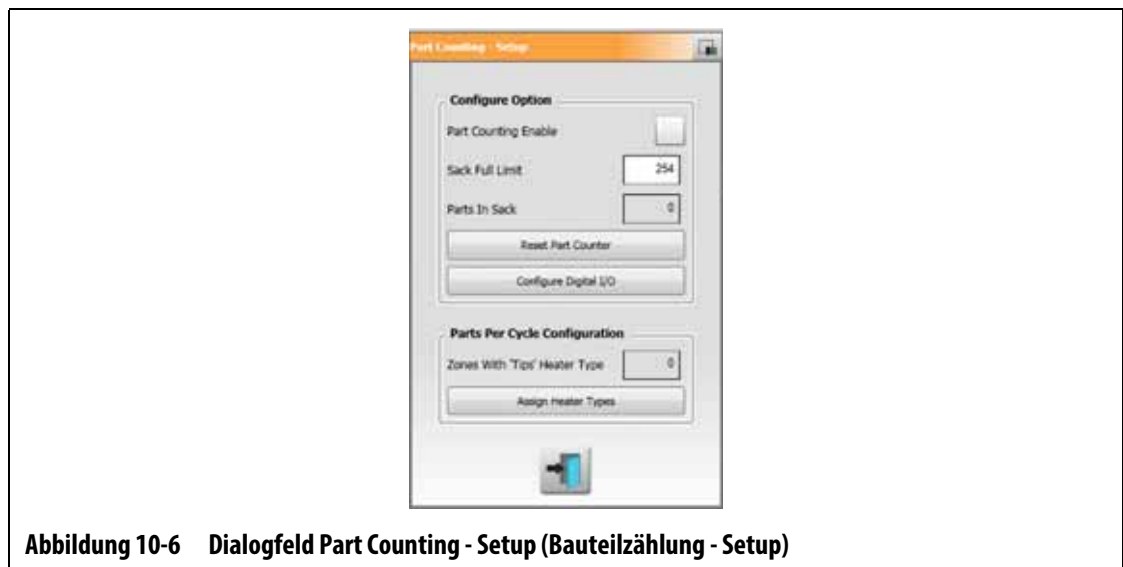 Part Counting - Setup
Configure Option
Part Counting Enable
Sack Full Limit 254
Parts In Sack 0
Reset Part Counter
Configure Digital I/O
Parts Per Cycle Configuration
Zones With 'Tips' Heater Type 0
Assign Heater Types
Abbildung 10-6 Dialogfeld Part Counting - Setup (Bauteilzählung - Setup)